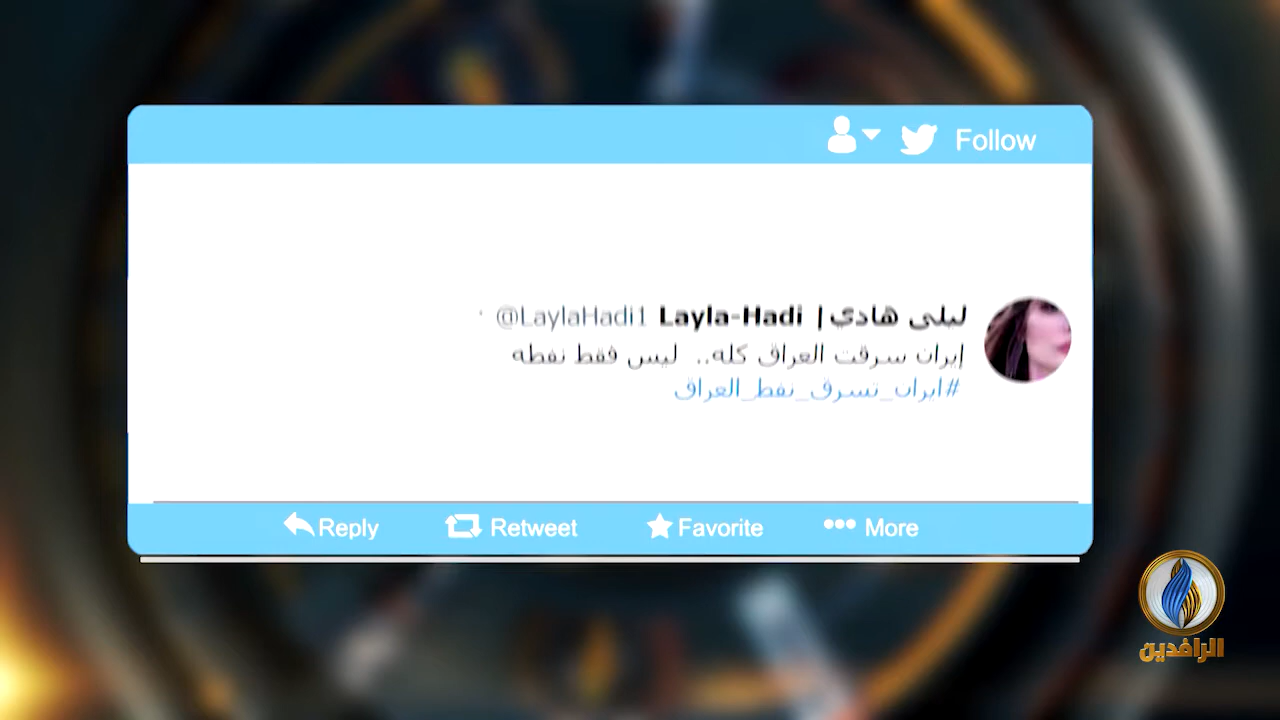 Follow
ليلى هادي | Layla-Hadi @LaylaHadi1
إيران سرقت العراق كله.. ليس فقط نفطه
#ايران_تسرق_نفط_العراق
Reply Retweet Favorite More
الرافدين